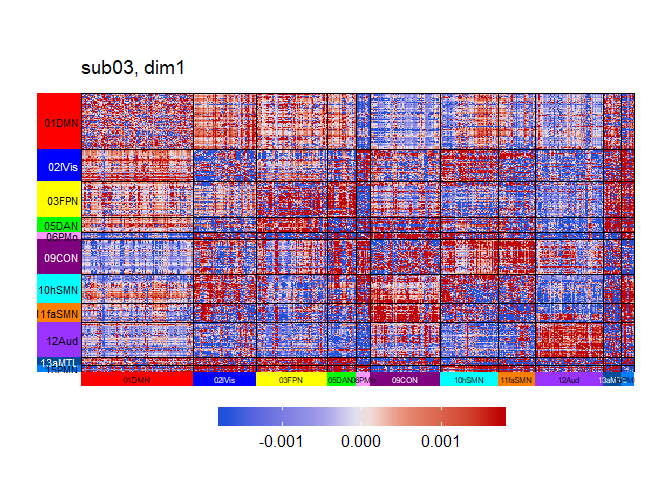 sub03, dim1
01DMN
02lVis
03FPN
05DAN
06PMo
09CON
10hSMN
11faSMN
12Aud
13aMTL
01DMN
02lVis
03FPN
05DAN
09CON
10hSMN
11faSMN
12Aud
-0.001
0.000
0.001